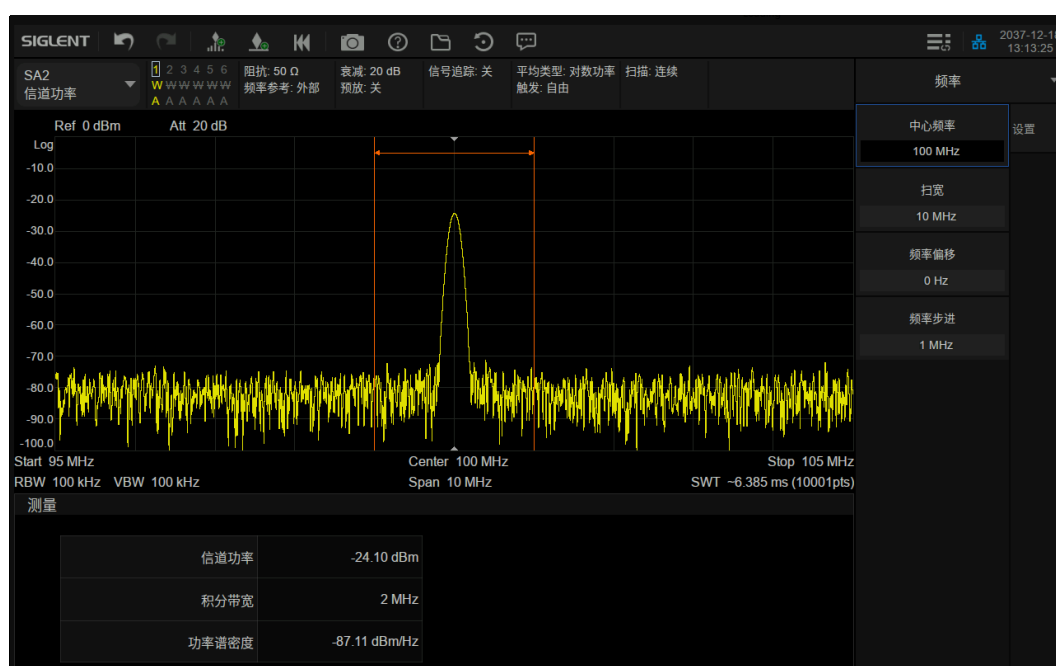 SIGLENT
2037-12-18
13:13:25
SA2
信道功率
1 2 3 4 5 6
W W W W W W
A A A A A A
阻抗: 50 Ω
频率参考: 外部
衰减: 20 dB
预放: 关
信号追踪: 关
平均类型: 对数功率
触发: 自由
扫描: 连续
频率
设置
中心频率
100 MHz
扫宽
10 MHz
频率偏移
0 Hz
频率步进
1 MHz
Ref 0 dBm Att 20 dB
Log
-10.0
-20.0
-30.0
-40.0
-50.0
-60.0
-70.0
-80.0
-90.0
-100.0
Start 95 MHz Center 100 MHz Stop 105 MHz
RBW 100 kHz VBW 100 kHz Span 10 MHz SWT ~6.385 ms (10001pts)
测量
信道功率 -24.10 dBm
积分带宽 2 MHz
功率谱密度 -87.11 dBm/Hz